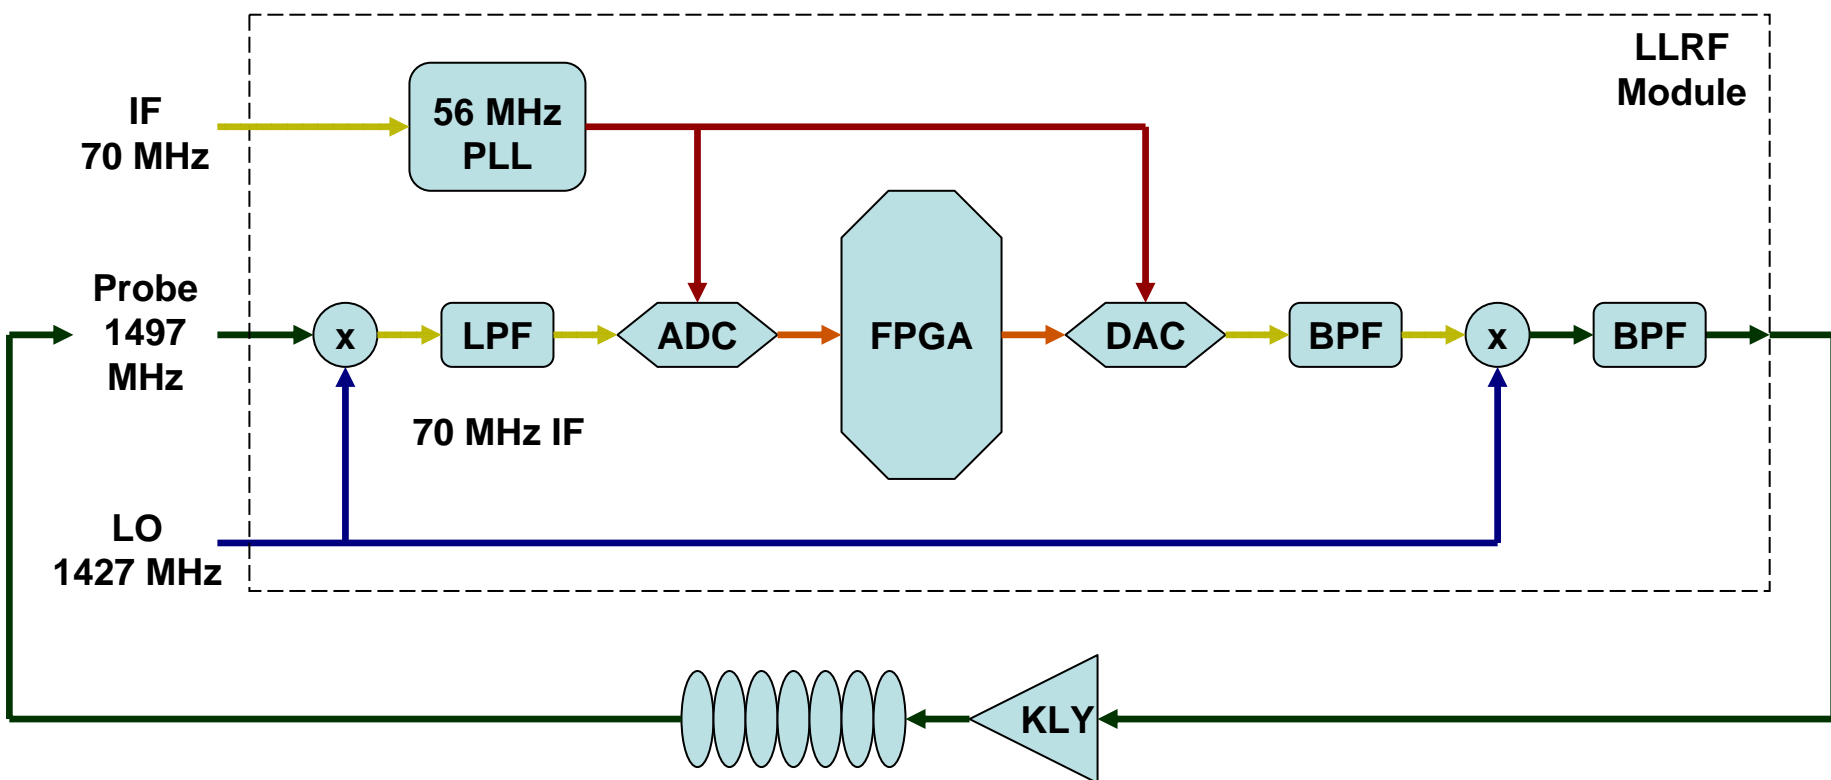 LLRF
Module
IF
70 MHz
56 MHz
PLL
Probe
1497
MHz
x
LPF
ADC
FPGA
DAC
BPF
x
BPF
70 MHz IF
LO
1427 MHz
KLY